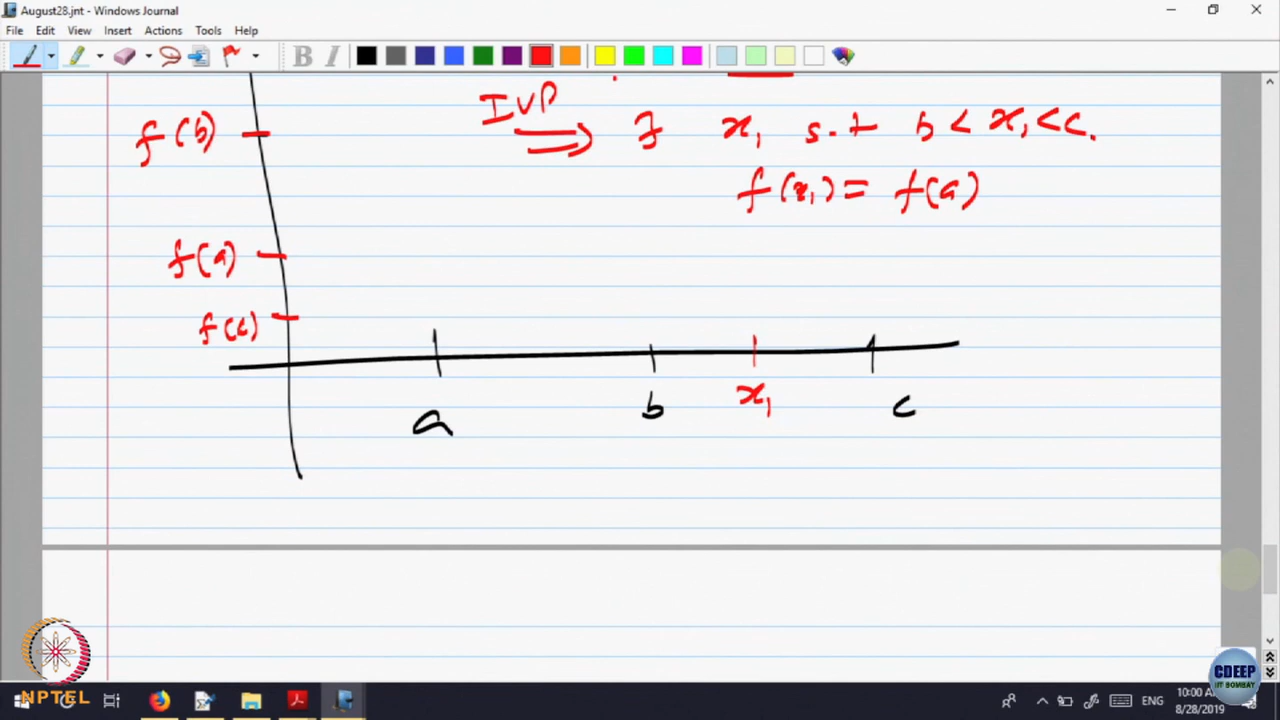 August28.jnt - Windows Journal
File Edit View Insert Actions Tools Help
B I
IVP
f(b) ⟹ ∃ x₁ s.t b < x₁ < c.
f(x₁) = f(a)
f(a)
f(c)
a b x₁ c
NPTEL
CDEEP
IIT BOMBAY
ENG
10:00 A
8/28/2019